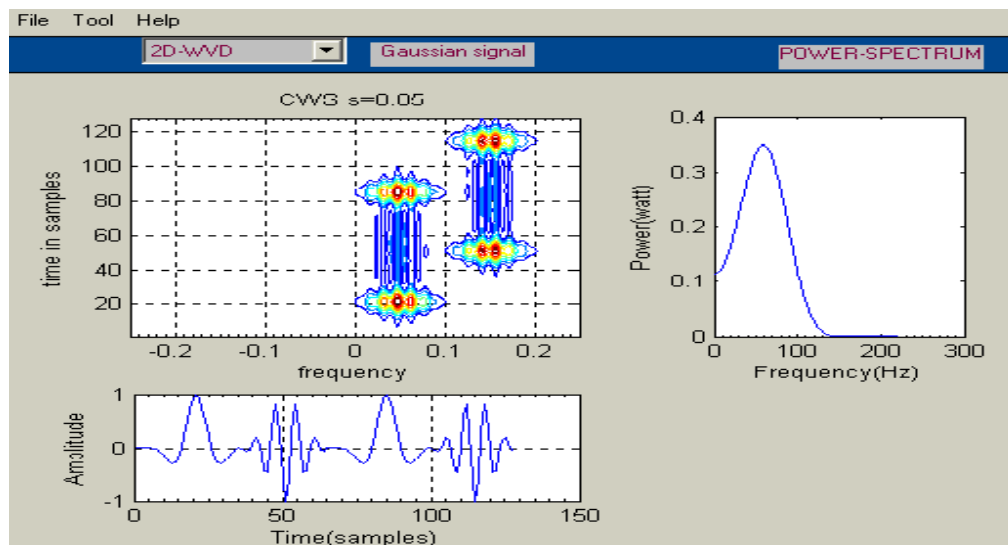 File Tool Help
2D-WVD
Gaussian signal
POWER-SPECTRUM
CWS s=0.05
120
100
80
60
40
20
time in samples
-0.2 -0.1 0 0.1 0.2
frequency
0.4
0.3
0.2
0.1
0
Power(watt)
0 100 200 300
Frequency(Hz)
1
0
-1
Amplitude
0 50 100 150
Time(samples)